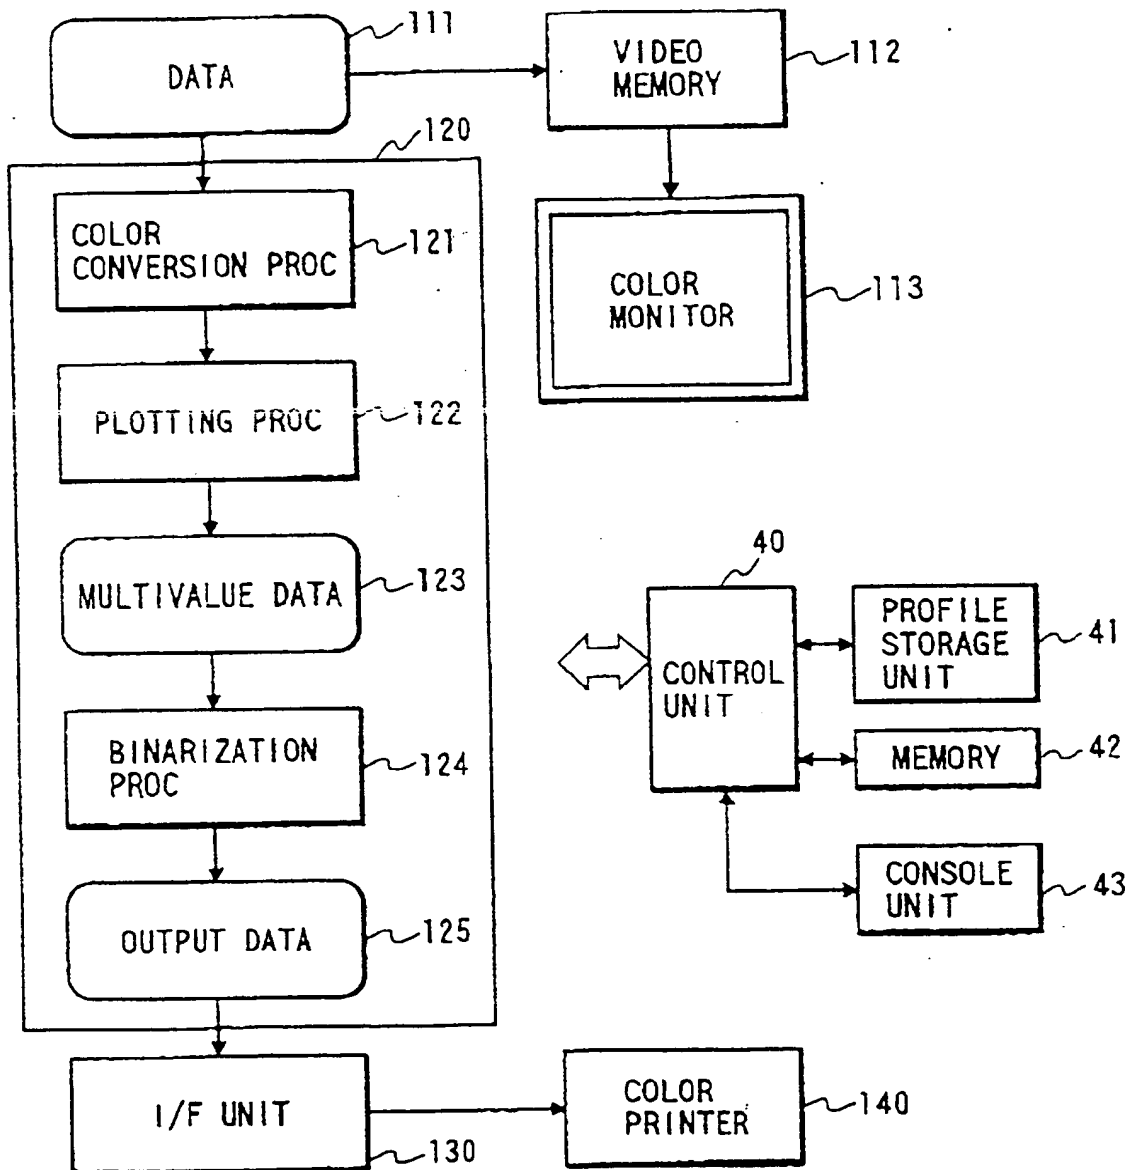 DATA
111
VIDEO
MEMORY
112
120
COLOR
CONVERSION PROC
121
COLOR
MONITOR
113
PLOTTING PROC
122
MULTIVALUE DATA
123
BINARIZATION
PROC
124
OUTPUT DATA
125
I/F UNIT
130
COLOR
PRINTER
140
40
CONTROL
UNIT
PROFILE
STORAGE
UNIT
41
MEMORY
42
CONSOLE
UNIT
43